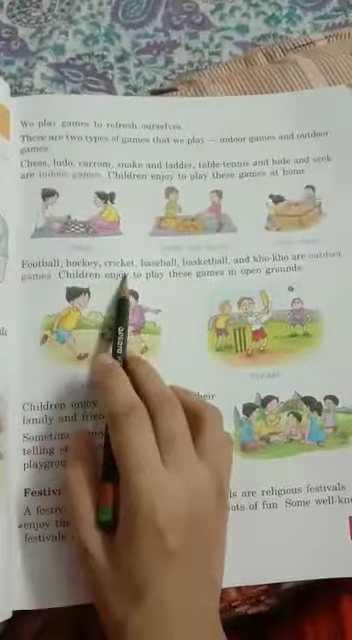 We play games to refresh ourselves.
There are two types of games that we play — indoor games and outdoor
games
Chess, ludo, carrom, snake and ladder, table-tennis and hide and seek
are indoor games. Children enjoy to play these games at home
Football, hockey, cricket, baseball, basketball, and kho-kho are outdoor
games Children enjoy to play these games in open grounds
CRICKET
Children enjoy heir
family and frie
Sometim
telling
playgrou
Festiv ls are religious festivals
A festiv ots of fun Some well-kn
enjoy the
festivals
apsara